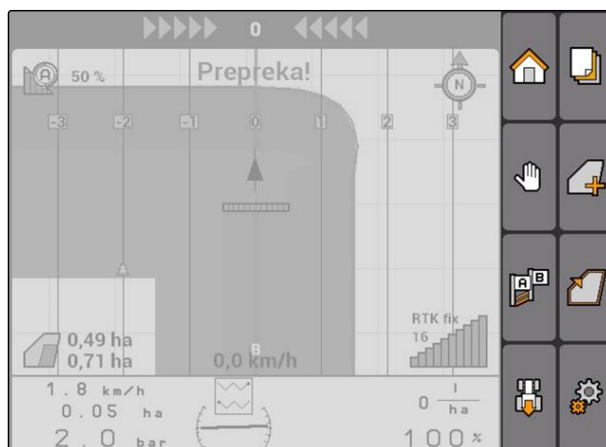 0
A 50 %
Prepreka!
N
-3 -2 -1 0 1 2 3
A B
RTK fix
16
0,49 ha
0,71 ha
B
0,0 km/h
1.8 km/h
0.05 ha
2.0 bar
0 l/ha
100 %